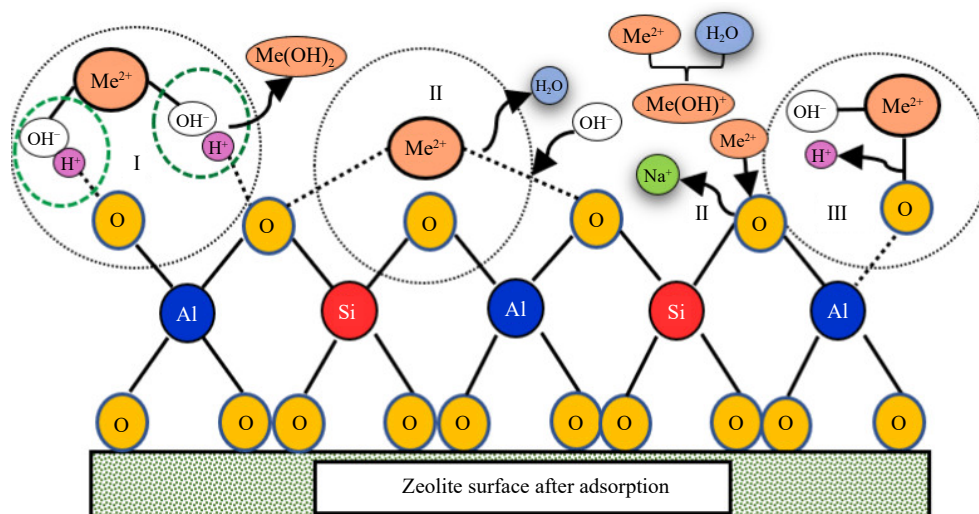 Me²⁺ H₂O
Me(OH)₂
Me²⁺
II
H₂O
Me(OH)⁺
OH⁻
Me²⁺
OH⁻
OH⁻
OH⁻
Me²⁺
Me²⁺
H⁺
H⁺
I
H⁺
Na⁺
II
III
O O O O O O
Al Si Al Si Al
O O O O O O O O O O
Zeolite surface after adsorption